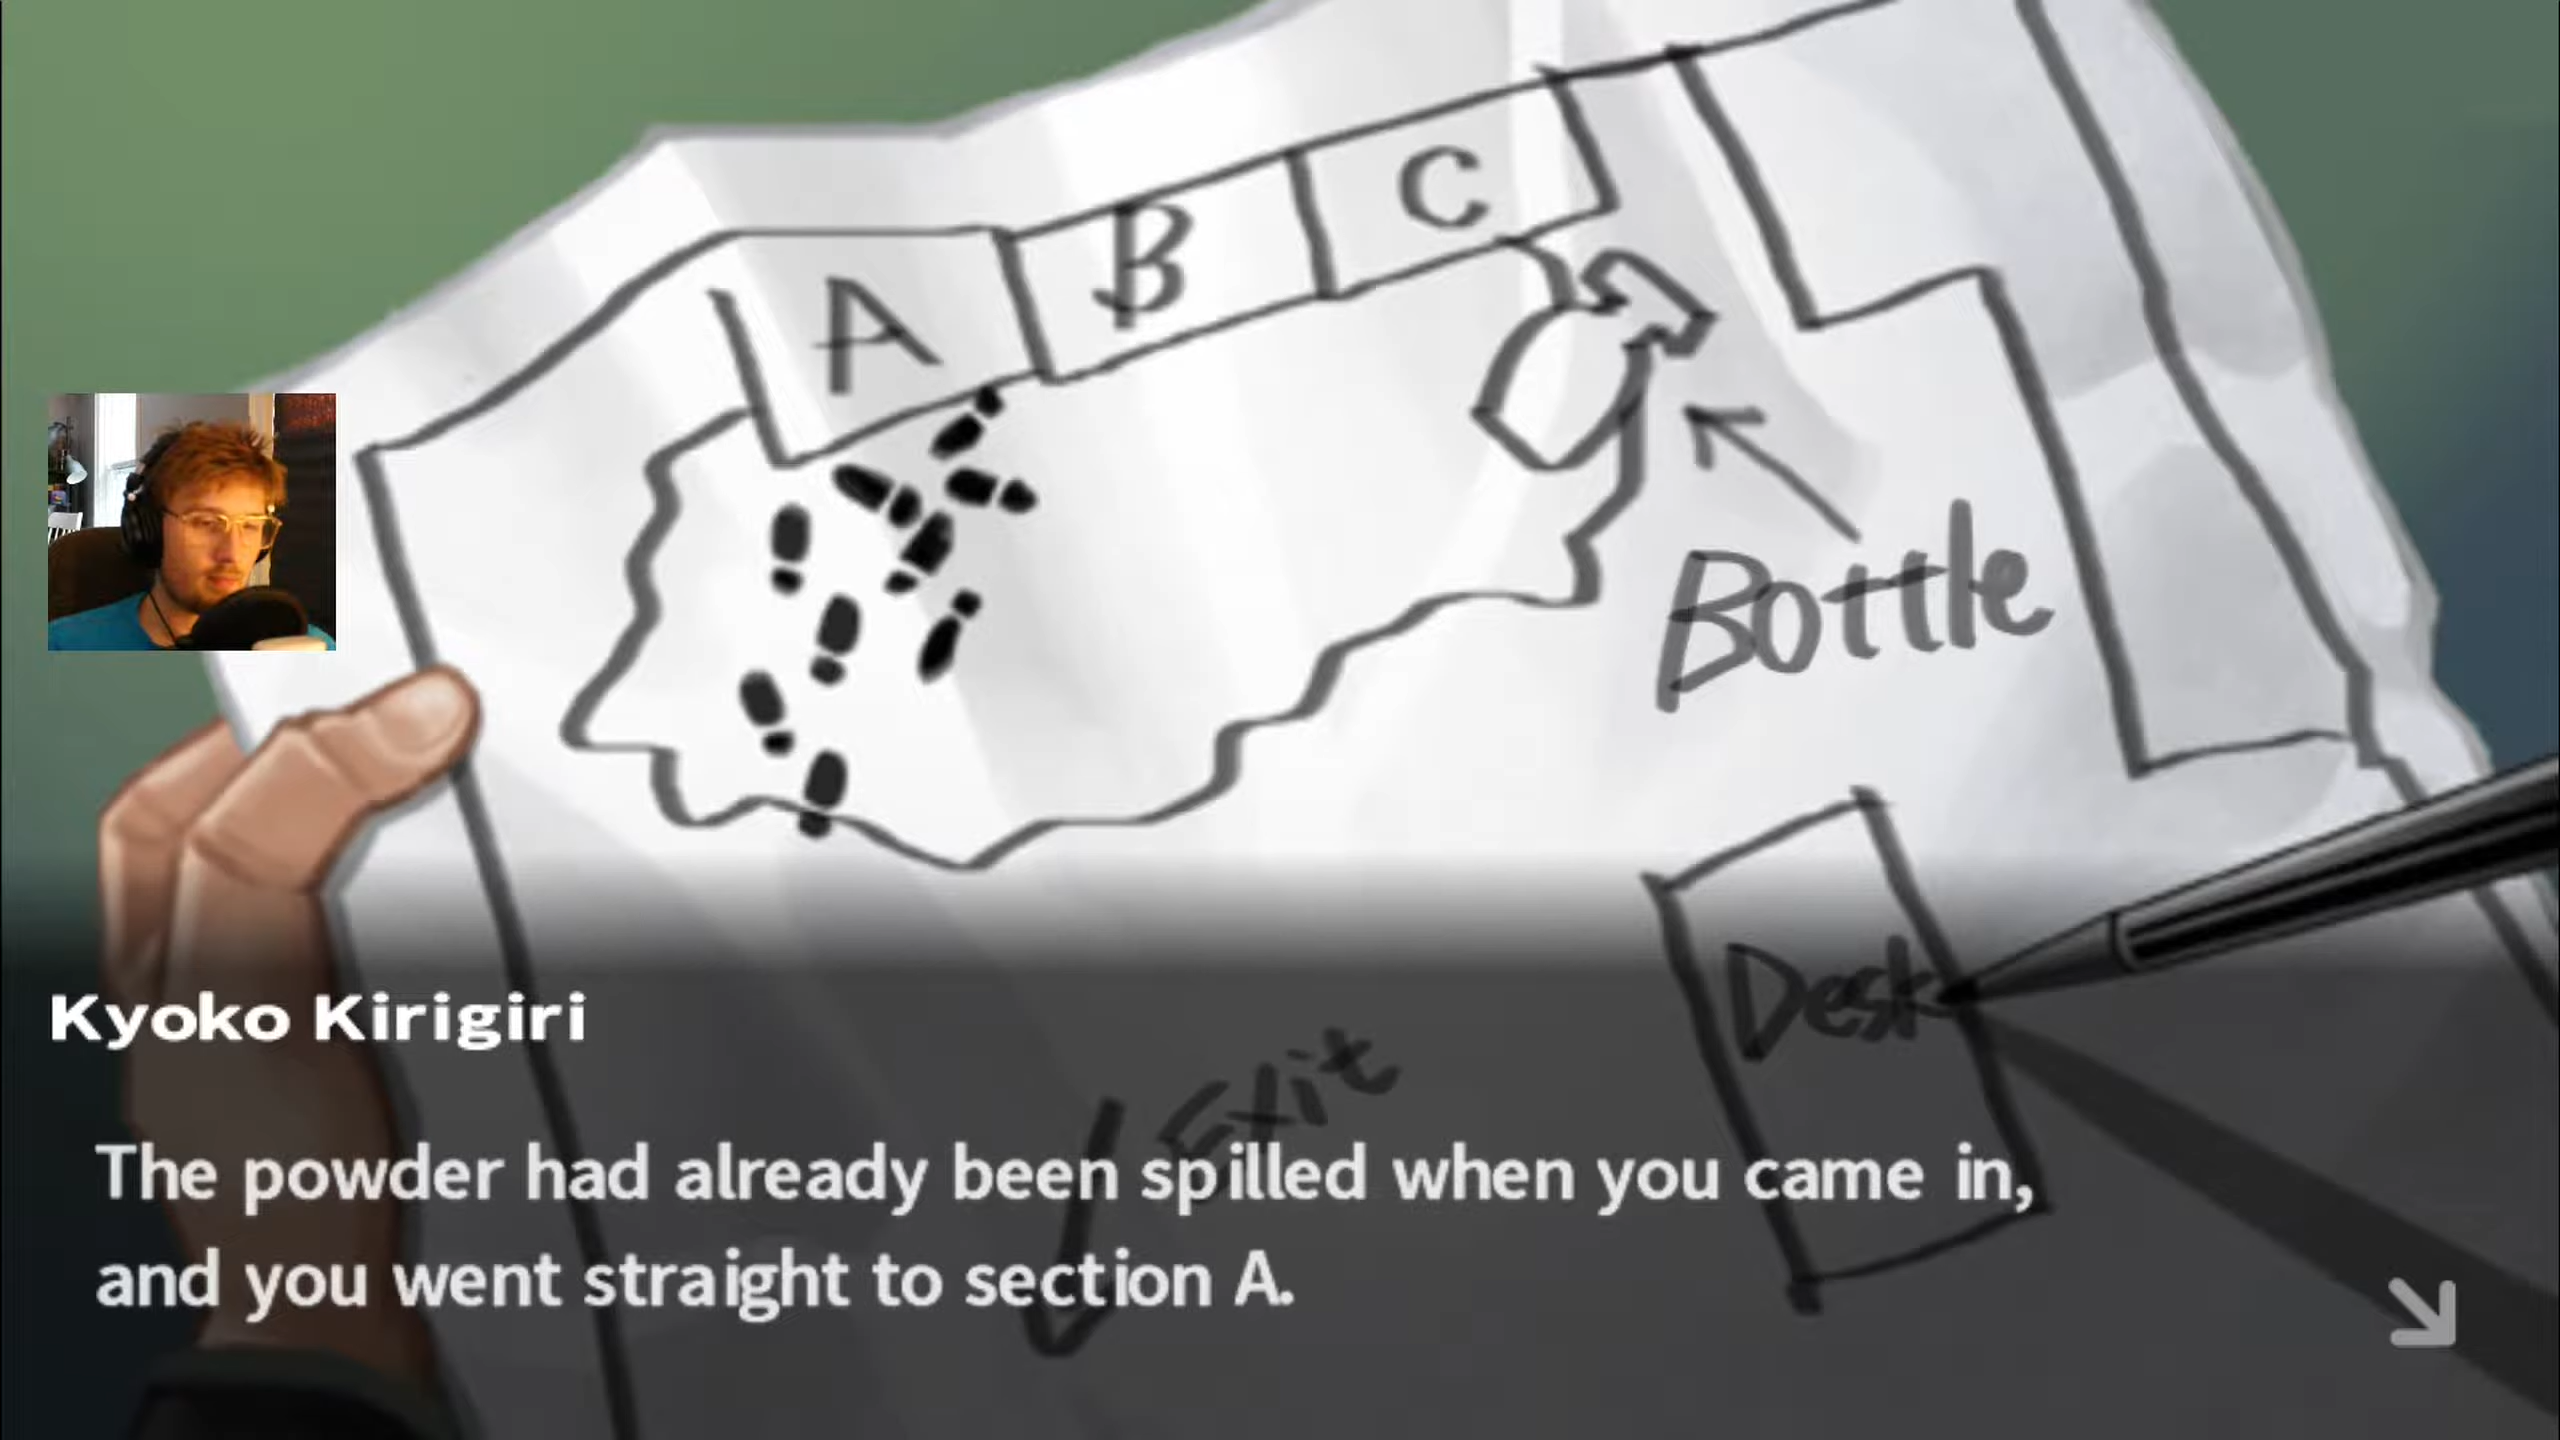 A
B
C
Bottle
Desk
Exit
Kyoko Kirigiri
The powder had already been spilled when you came in,
and you went straight to section A.